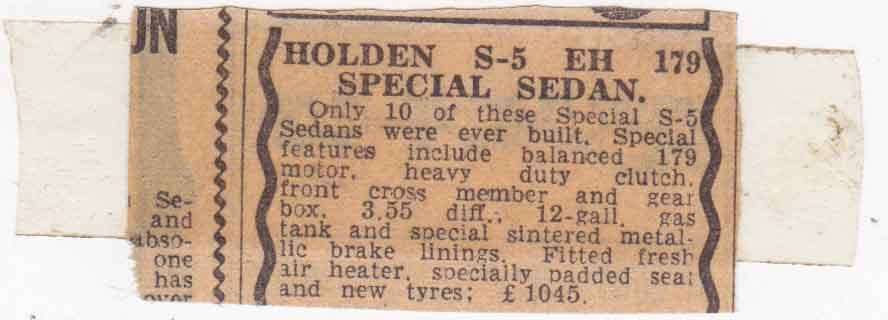 UN
HOLDEN S-5 EH 179
SPECIAL SEDAN.
Only 10 of these Special S-5
Sedans were ever built. Special
features include balanced 179
motor, heavy duty clutch,
front cross member and gear
box, 3.55 diff., 12-gall. gas
tank and special sintered metal-
lic brake linings. Fitted fresh
air heater, specially padded seat
and new tyres: £1045.
Se-
and
abso-
one
has
over